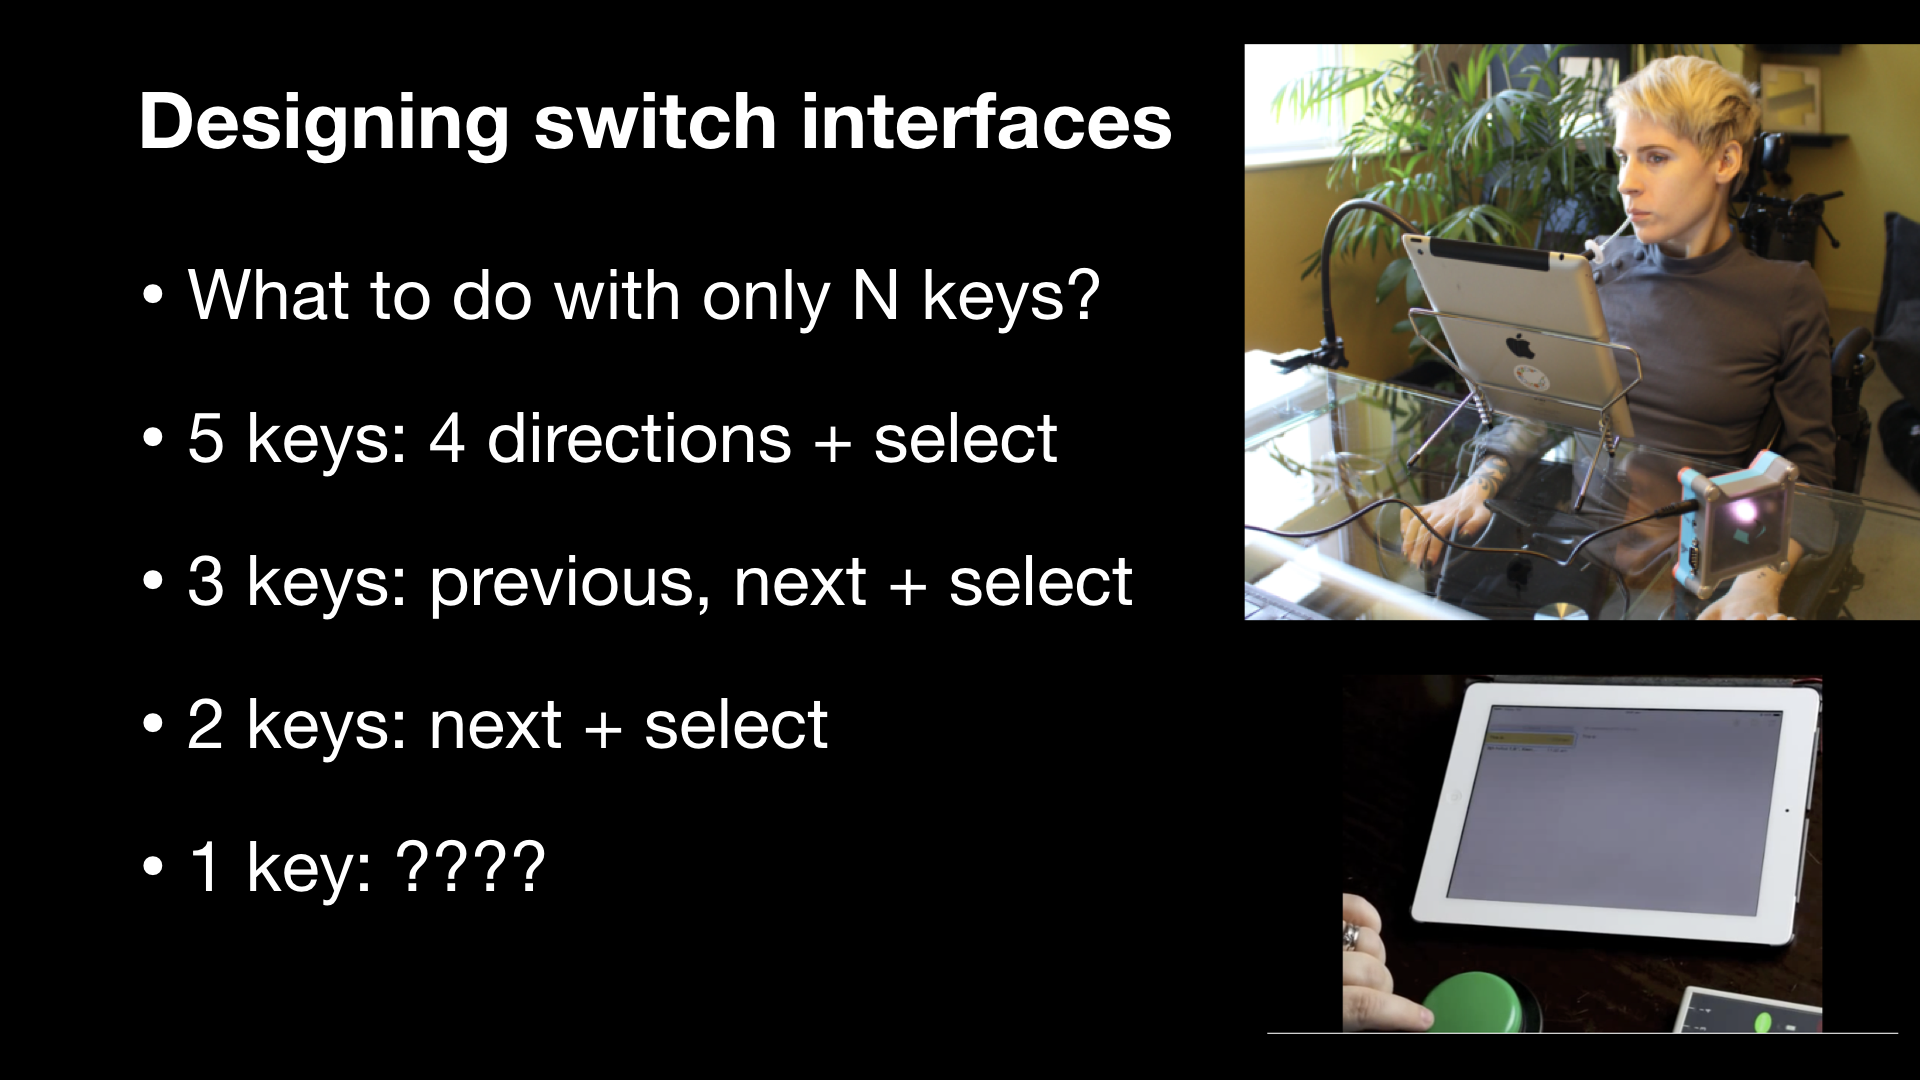 Designing switch interfaces
• What to do with only N keys?
• 5 keys: 4 directions + select
• 3 keys: previous, next + select
• 2 keys: next + select
• 1 key: ????